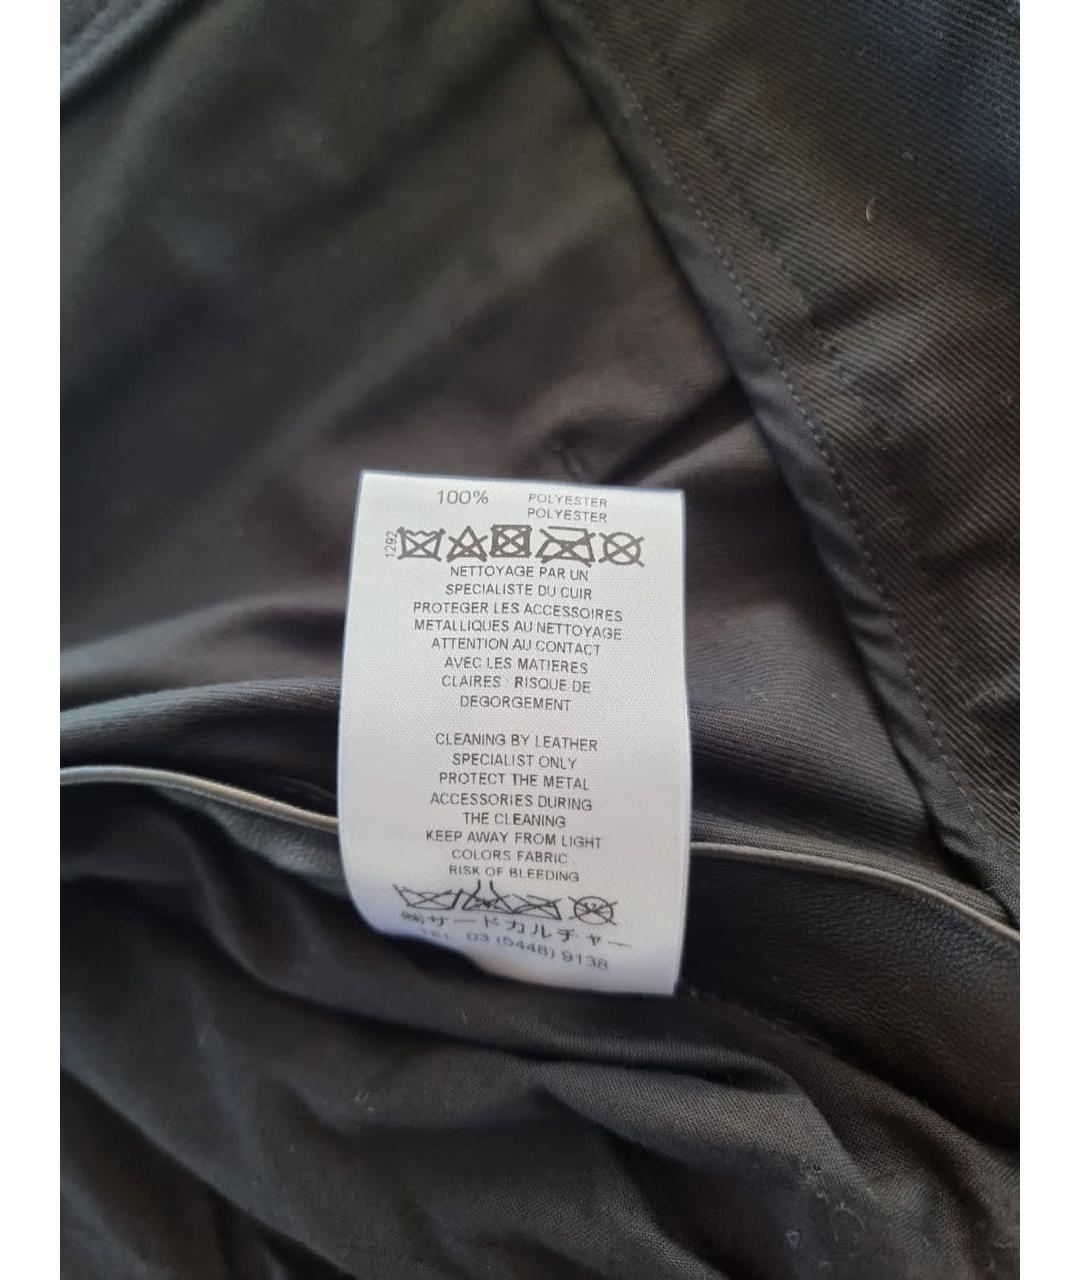 100% POLYESTER
POLYESTER
1292
NETTOYAGE PAR UN
SPECIALISTE DU CUIR
PROTEGER LES ACCESSOIRES
METALLIQUES AU NETTOYAGE
ATTENTION AU CONTACT
AVEC LES MATIERES
CLAIRES : RISQUE DE
DEGORGEMENT
CLEANING BY LEATHER
SPECIALIST ONLY
PROTECT THE METAL
ACCESSORIES DURING
THE CLEANING
KEEP AWAY FROM LIGHT
COLORS FABRIC .
RISK OF BLEEDING
㈱サードカルチャー
TEL 03 (5448) 9138